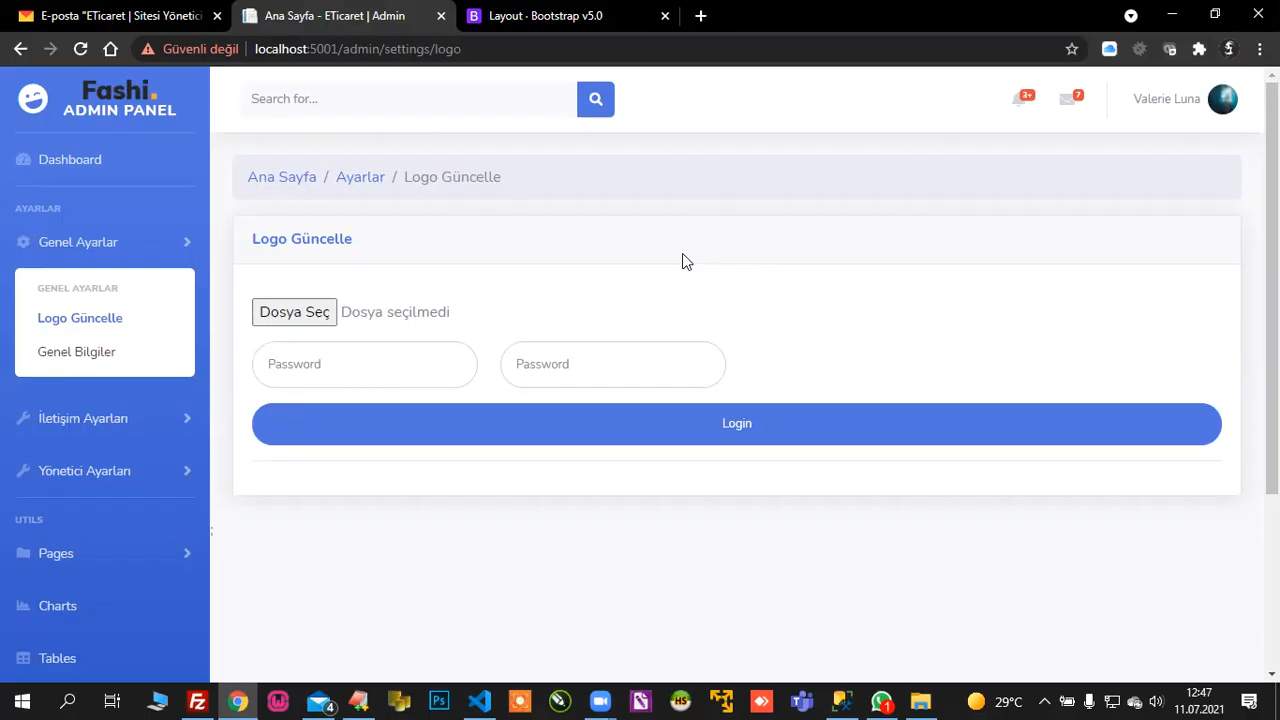 E-posta "ETicaret | Sitesi Yönetici
Ana Sayfa - ETicaret | Admin
Layout · Bootstrap v5.0
Güvenli değil
localhost:5001/admin/settings/logo
Fashi.
ADMIN PANEL
Search for...
3+
7
Valerie Luna
Dashboard
Ana Sayfa / Ayarlar / Logo Güncelle
AYARLAR
Genel Ayarlar
Logo Güncelle
GENEL AYARLAR
Logo Güncelle
Genel Bilgiler
Dosya Seç Dosya seçilmedi
Password
Password
Login
İletişim Ayarları
Yönetici Ayarları
UTILS
;
Pages
Charts
Tables
4
1
29°C
12:47
11.07.2021